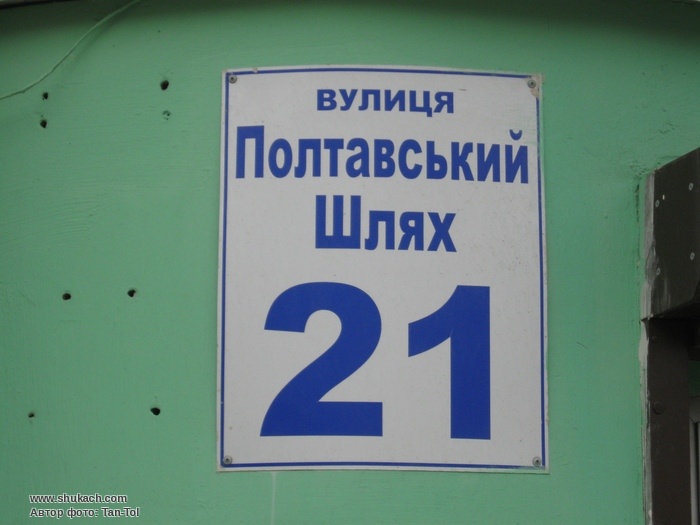 вулиця
Полтавський
Шлях
21
www.shukach.com
Автор фото: Tan-Tol